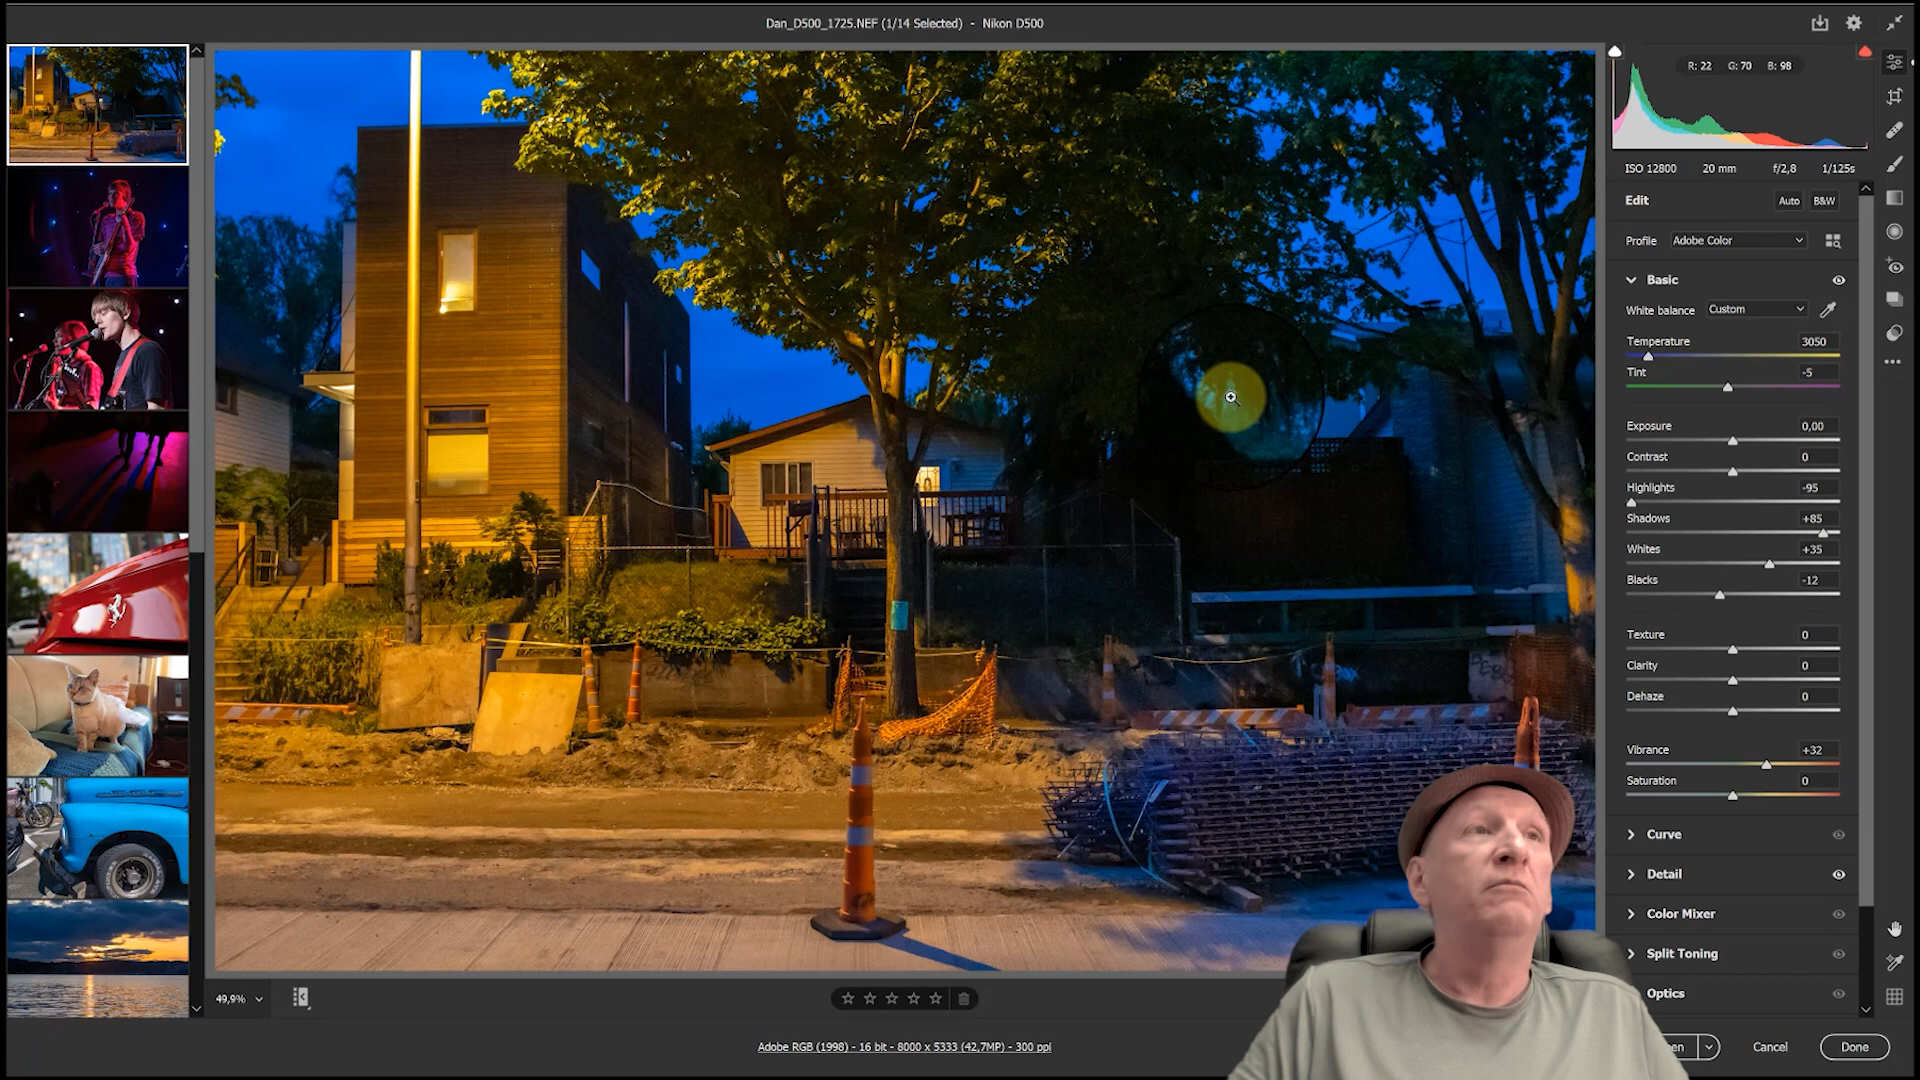 Dan_D500_1725.NEF (1/14 Selected) - Nikon D500
R: 22 G: 70 B: 98
ISO 12800 20 mm f/2,8 1/125s
Edit Auto B&W
Profile Adobe Color
Basic
White balance Custom
Temperature 3050
Tint -5
Exposure 0,00
Contrast 0
Highlights -95
Shadows +85
Whites +35
Blacks -12
Texture 0
Clarity 0
Dehaze 0
Vibrance +32
Saturation 0
Curve
Detail
Color Mixer
Split Toning
Optics
49,9%
Adobe RGB (1998) - 16 bit - 8000 x 5333 (42,7MP) - 300 ppi
Cancel Done